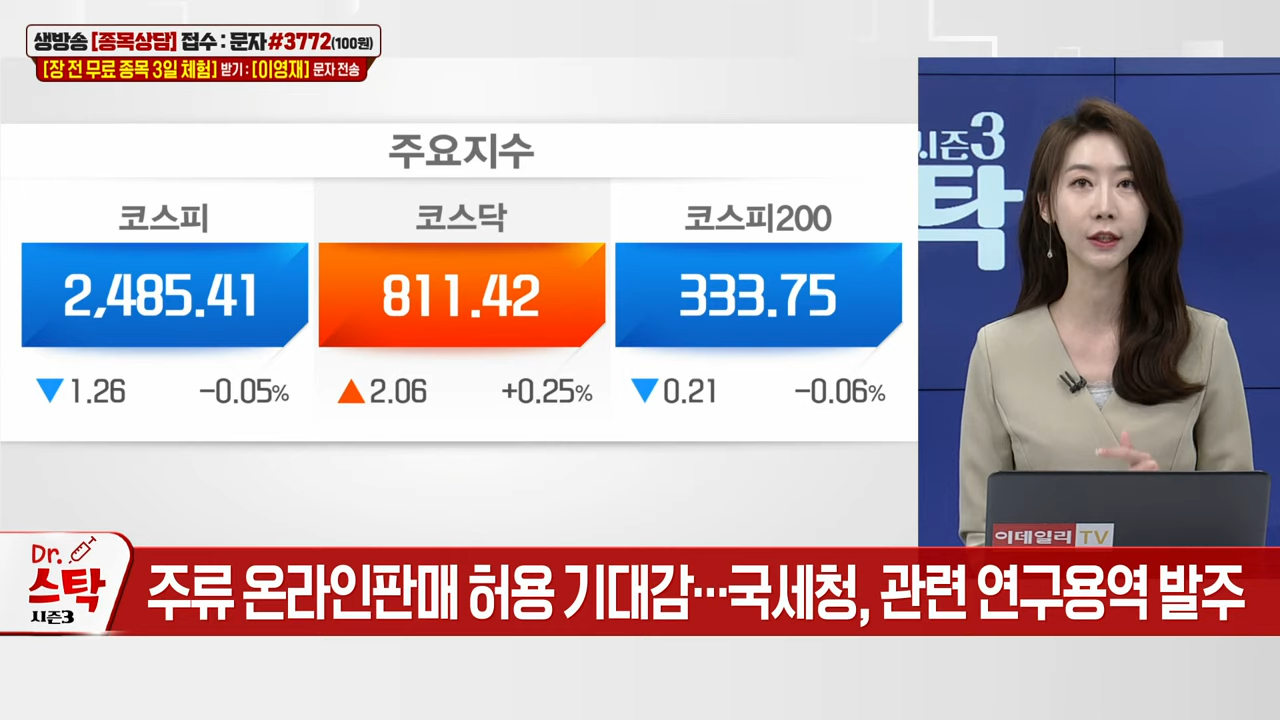 생방송 [종목상담] 접수 : 문자#3772(100원)
[장 전 무료 종목 3일 체험] 받기 : [이영재] 문자 전송
주요지수
코스피 코스닥 코스피200
2,485.41 811.42 333.75
▼1.26 -0.05% ▲2.06 +0.25% ▼0.21 -0.06%
시즌3
탁
이데일리 TV
Dr.
스탁
시즌3
주류 온라인판매 허용 기대감…국세청, 관련 연구용역 발주